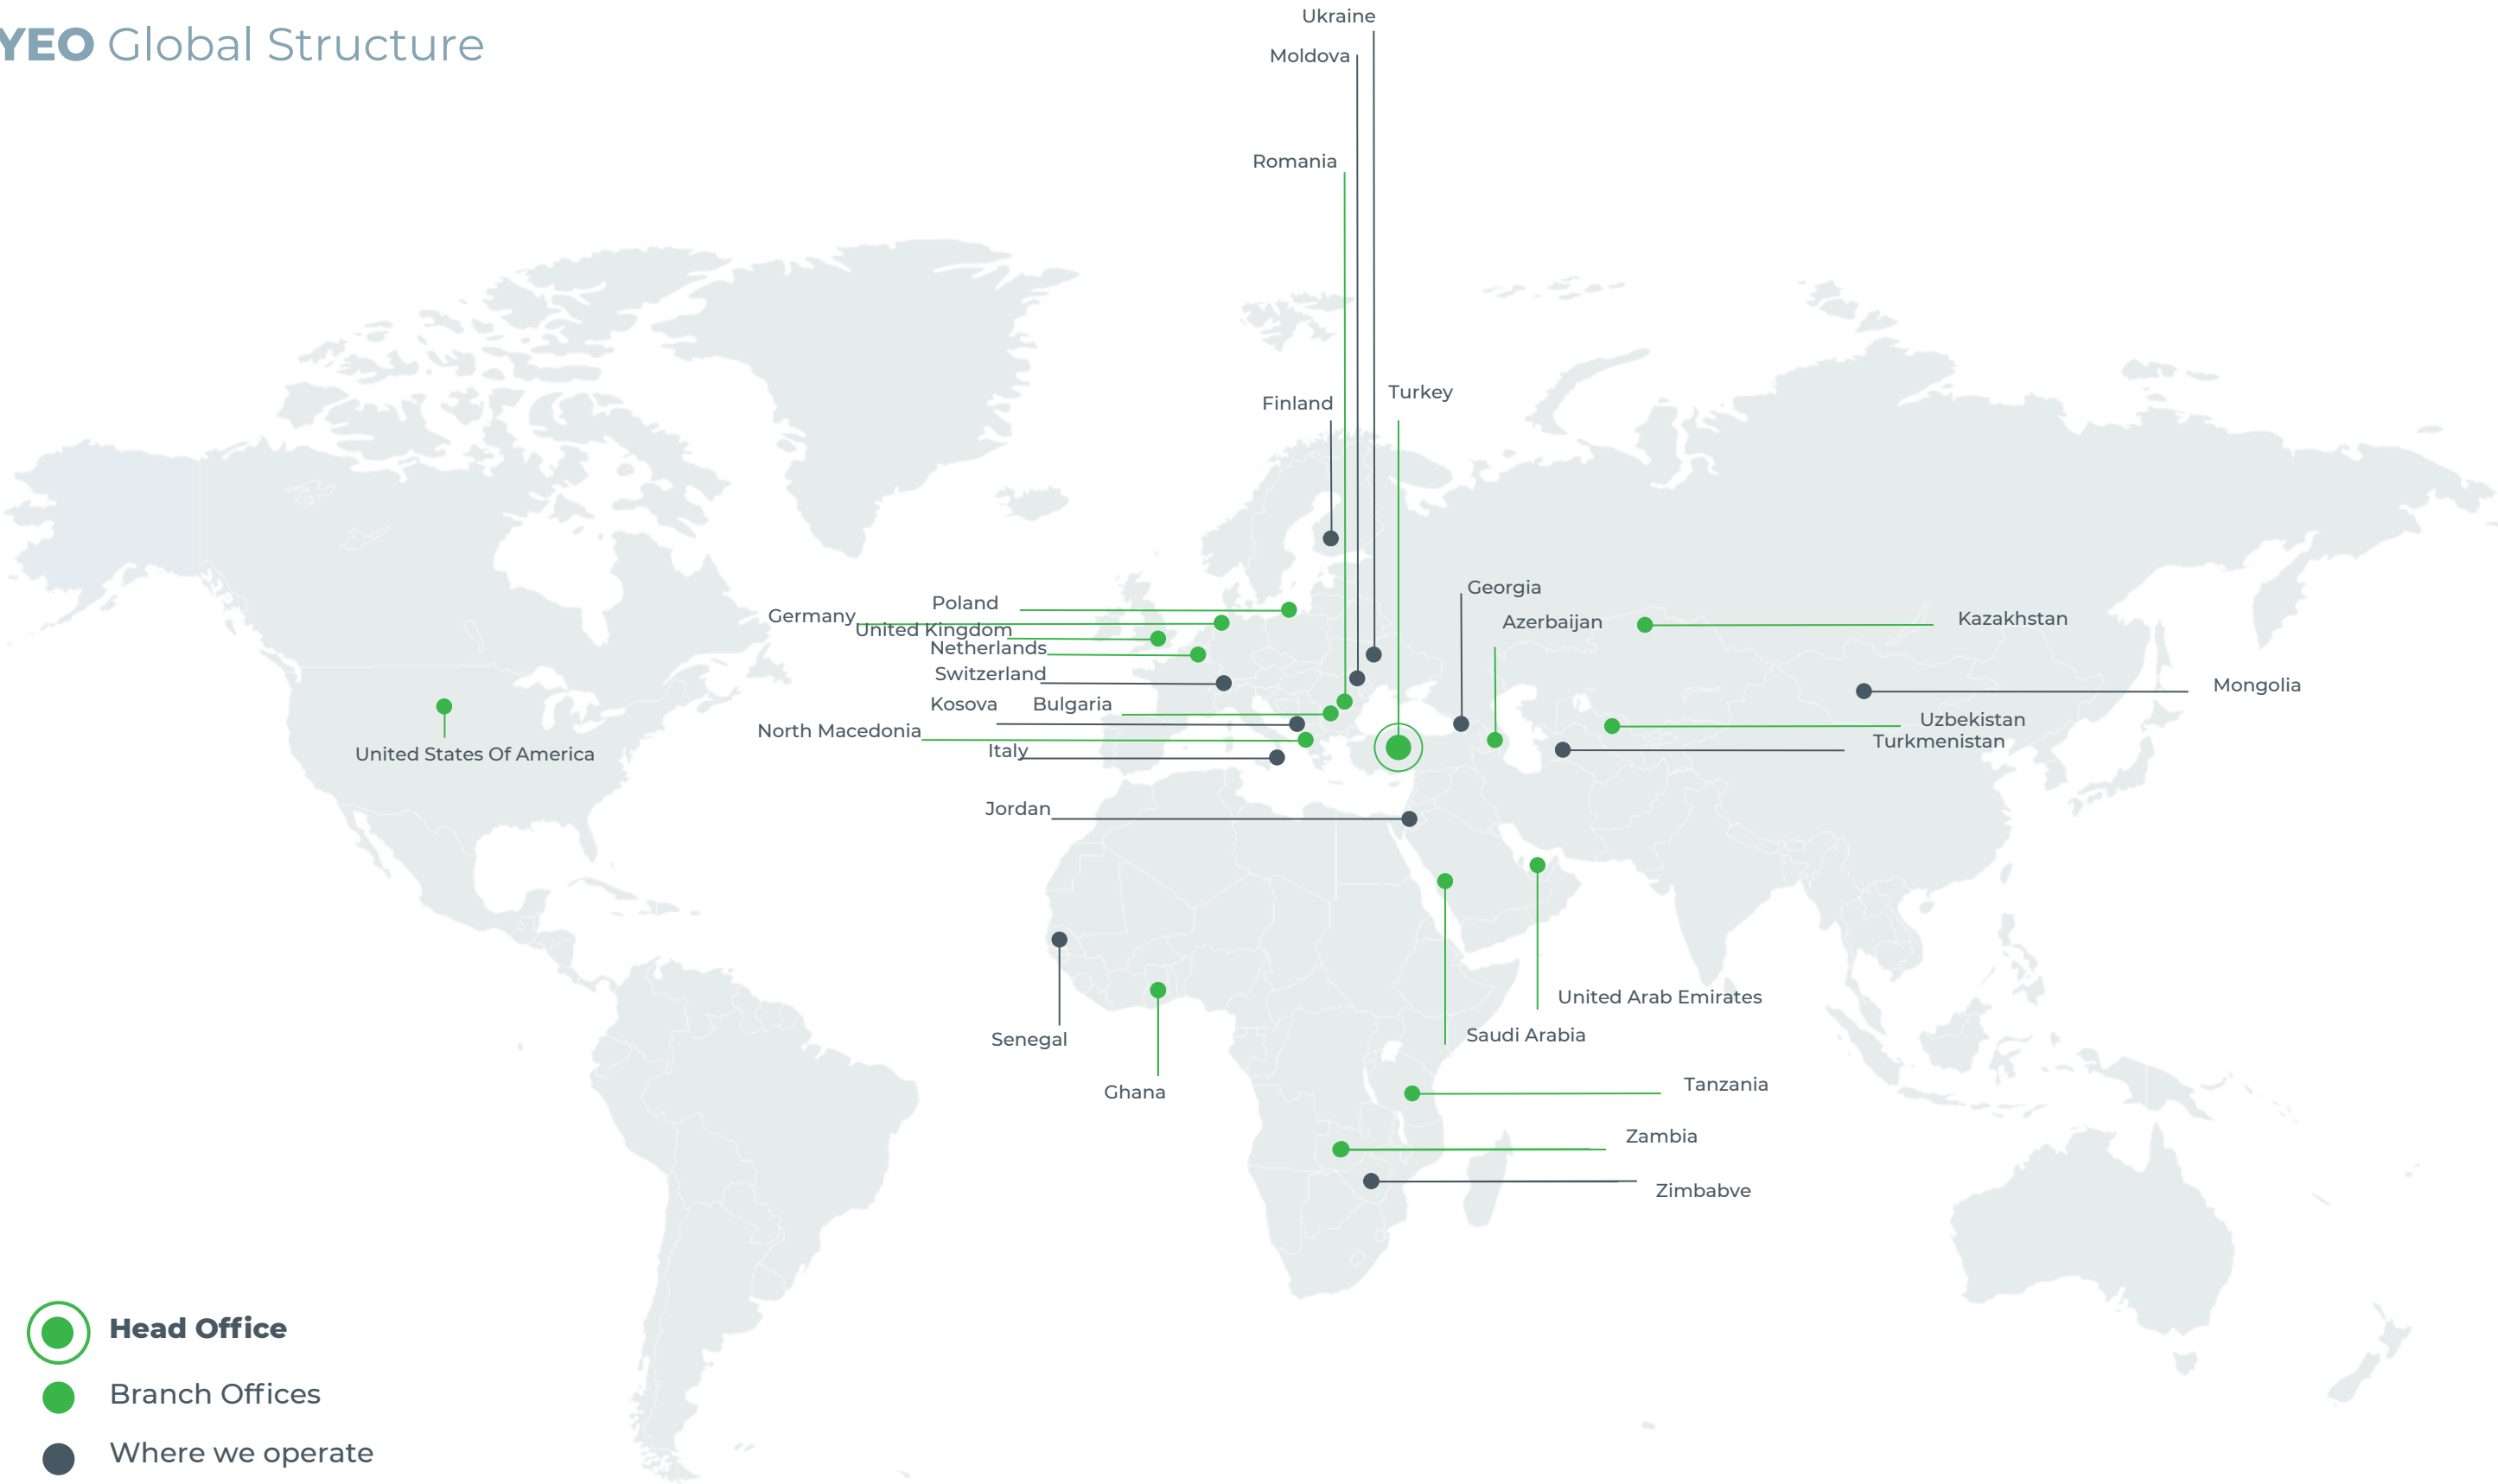 YEO Global Structure
Ukraine
Moldova
Romania
Finland
Turkey
Georgia
Azerbaijan
Kazakhstan
Poland
Germany
United Kingdom
Netherlands
Switzerland
Mongolia
Kosova
Bulgaria
Uzbekistan
North Macedonia
Turkmenistan
Italy
United States Of America
Jordan
United Arab Emirates
Saudi Arabia
Senegal
Ghana
Tanzania
Zambia
Zimbabve
Head Office
Branch Offices
Where we operate